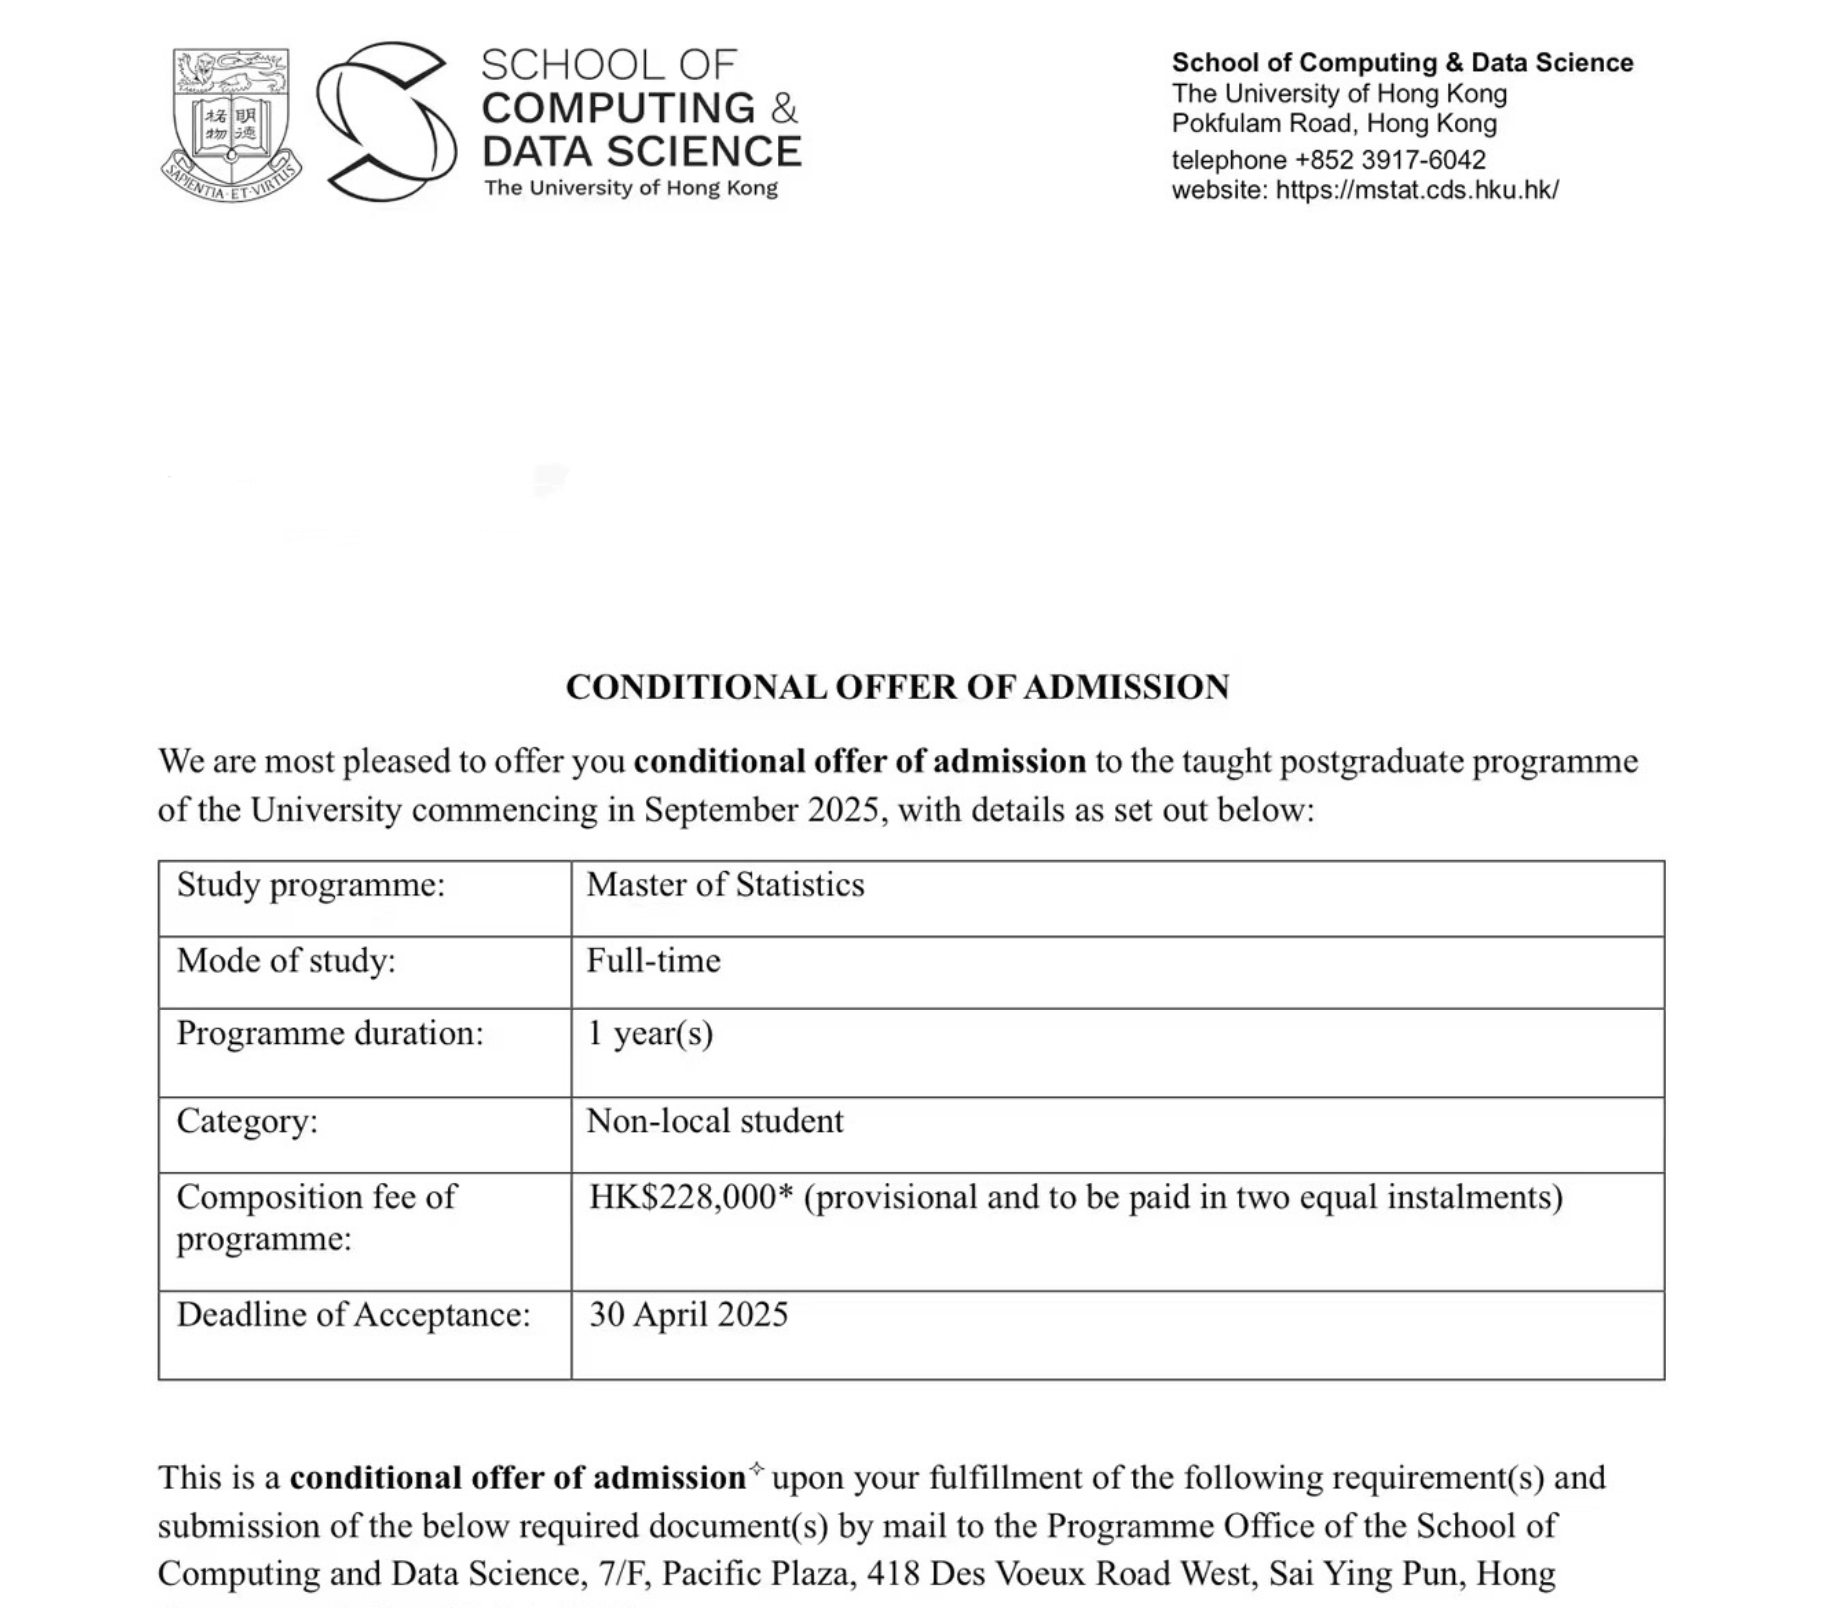 SCHOOL OF
COMPUTING &
DATA SCIENCE
The University of Hong Kong
格 明
物 德
SAPIENTIA·ET·VIRTUS
School of Computing & Data Science
The University of Hong Kong
Pokfulam Road, Hong Kong
telephone +852 3917-6042
website: https://mstat.cds.hku.hk/
CONDITIONAL OFFER OF ADMISSION
We are most pleased to offer you conditional offer of admission to the taught postgraduate programme
of the University commencing in September 2025, with details as set out below:
Study programme: Master of Statistics
Mode of study: Full-time
Programme duration: 1 year(s)
Category: Non-local student
Composition fee of HK$228,000* (provisional and to be paid in two equal instalments)
programme:
Deadline of Acceptance: 30 April 2025
This is a conditional offer of admission✧ upon your fulfillment of the following requirement(s) and
submission of the below required document(s) by mail to the Programme Office of the School of
Computing and Data Science, 7/F, Pacific Plaza, 418 Des Voeux Road West, Sai Ying Pun, Hong